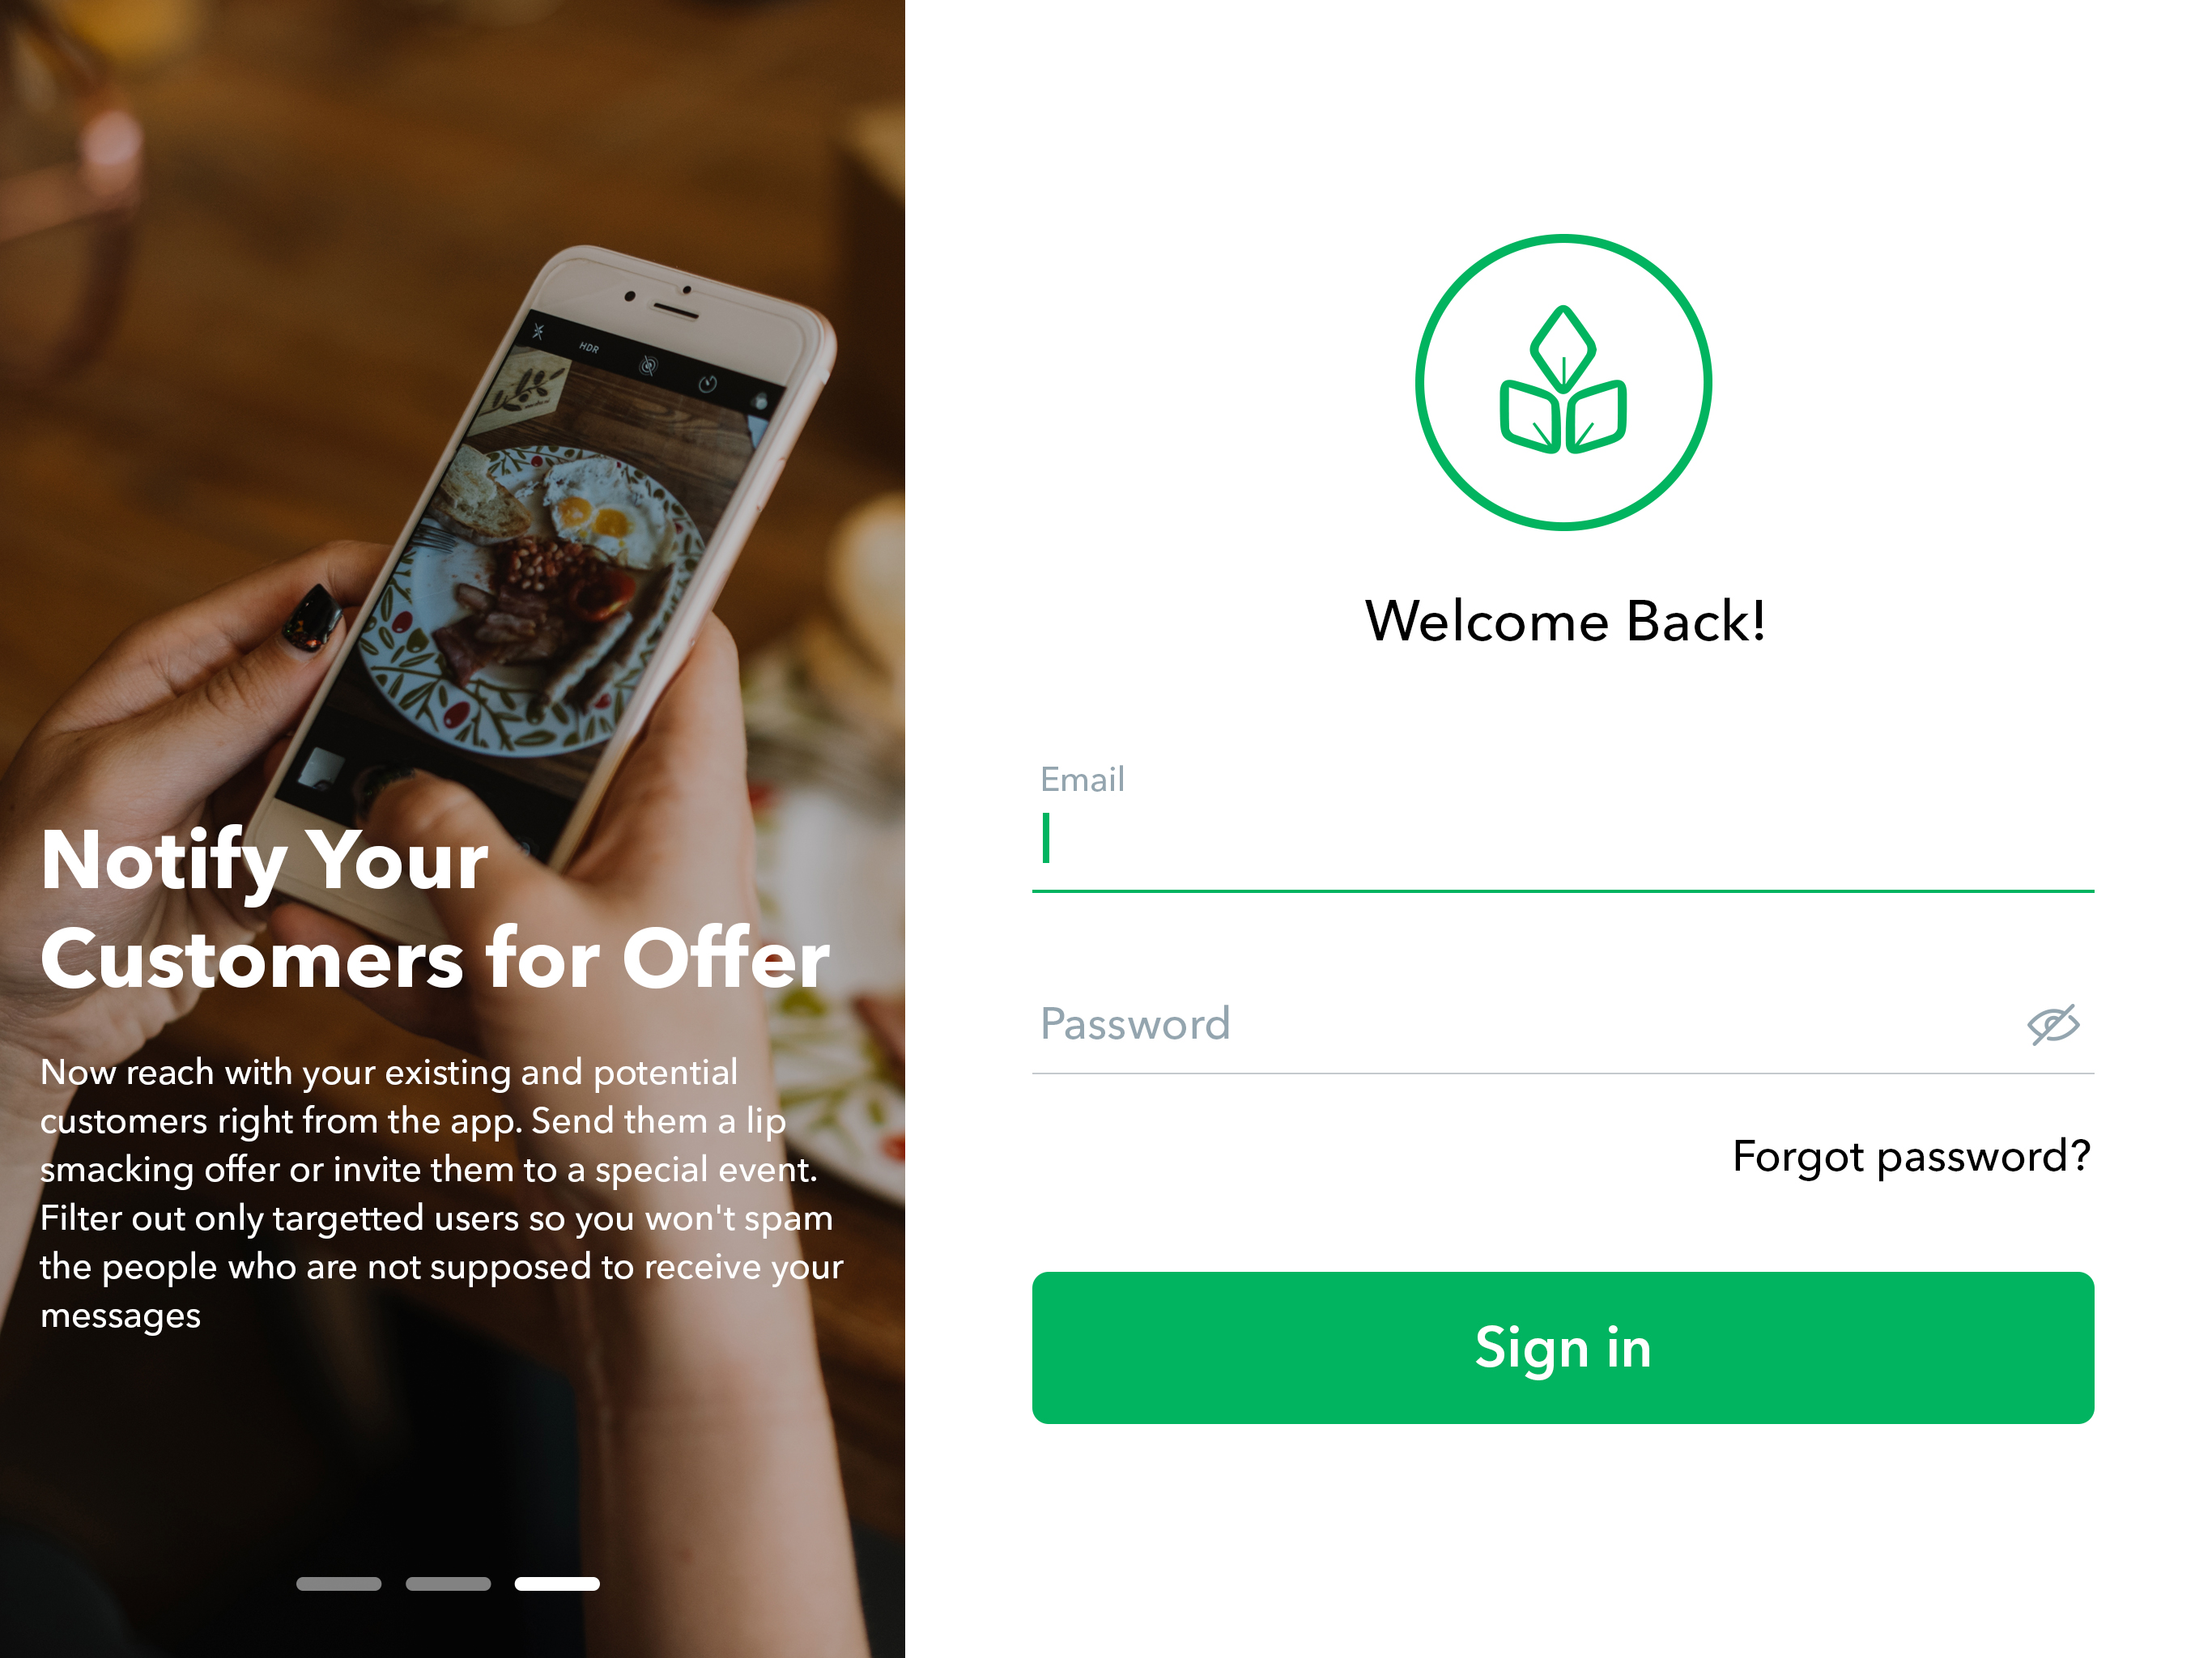 HDR
Notify Your
Customers for Offer
Now reach with your existing and potential
customers right from the app. Send them a lip
smacking offer or invite them to a special event.
Filter out only targetted users so you won't spam
the people who are not supposed to receive your
messages
Welcome Back!
Email
Password
Forgot password?
Sign in